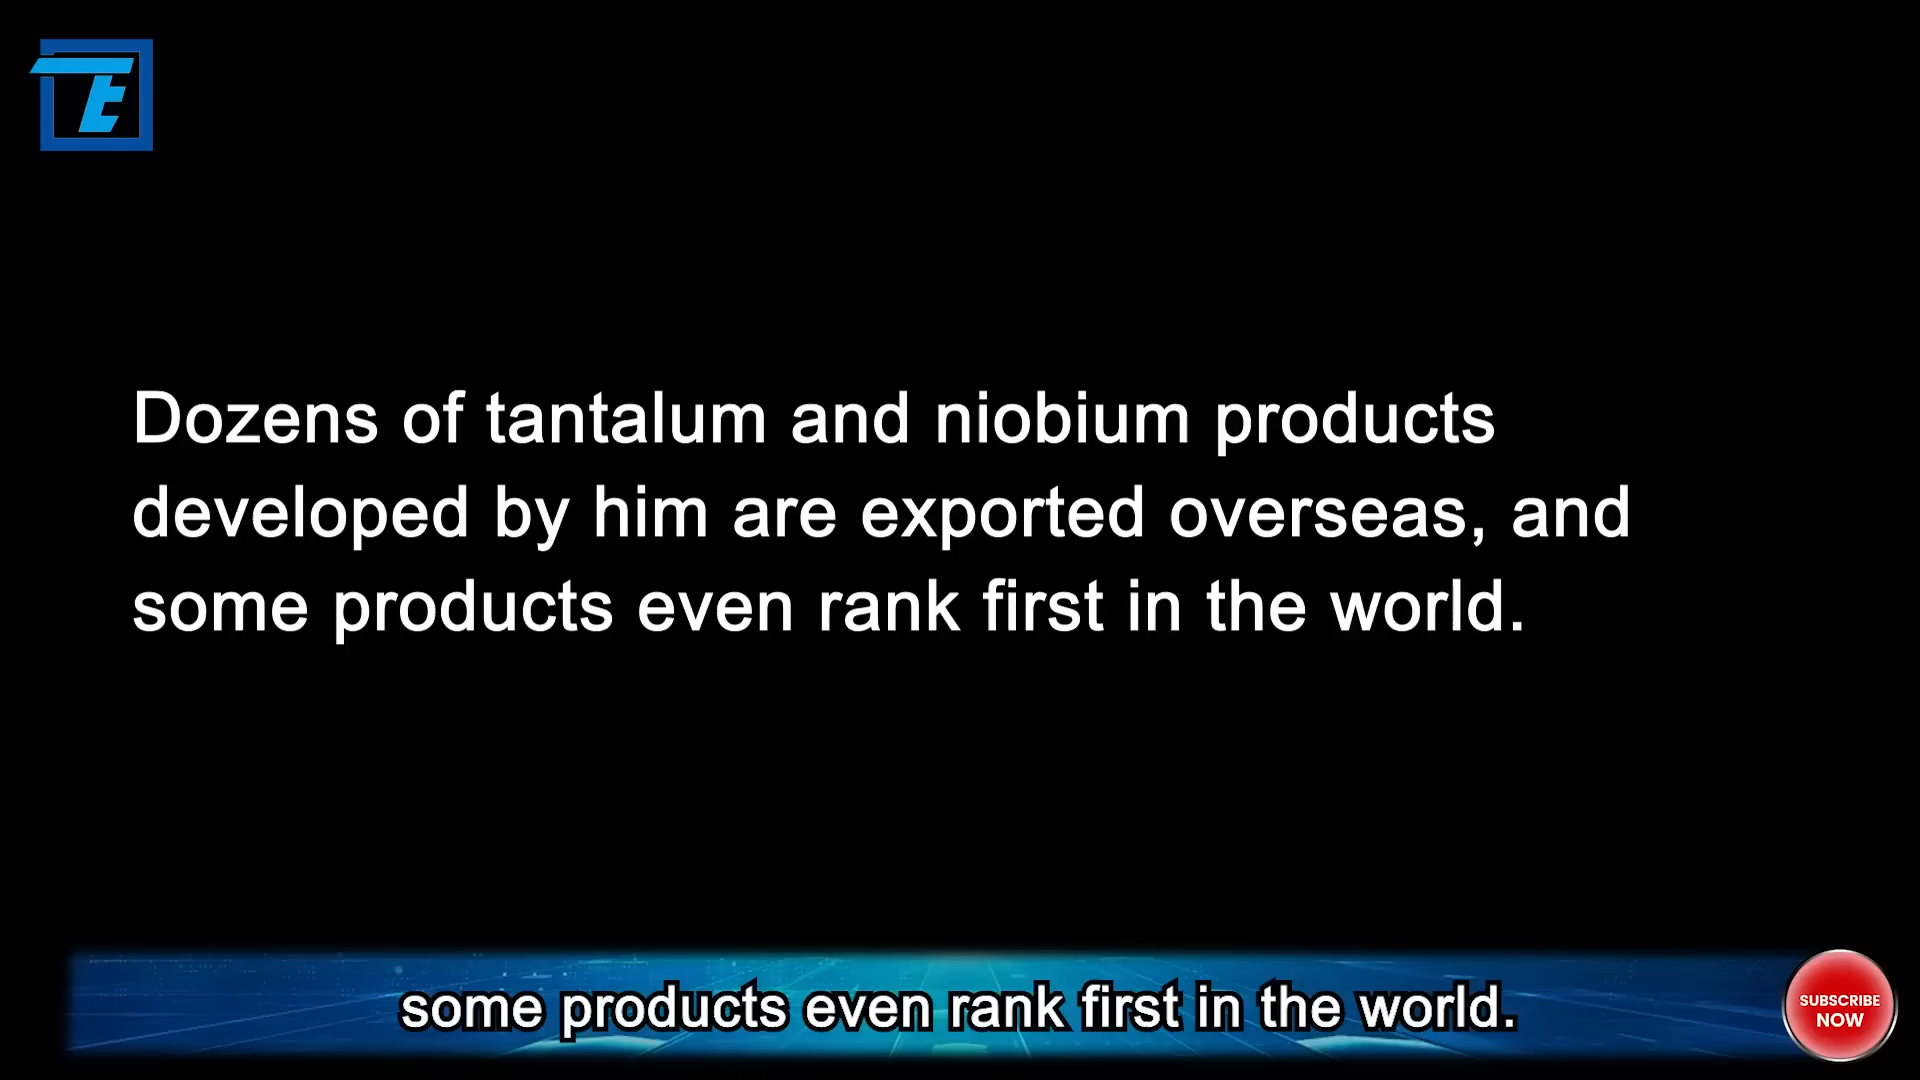 TE
Dozens of tantalum and niobium products
developed by him are exported overseas, and
some products even rank first in the world.
some products even rank first in the world.
SUBSCRIBE
NOW